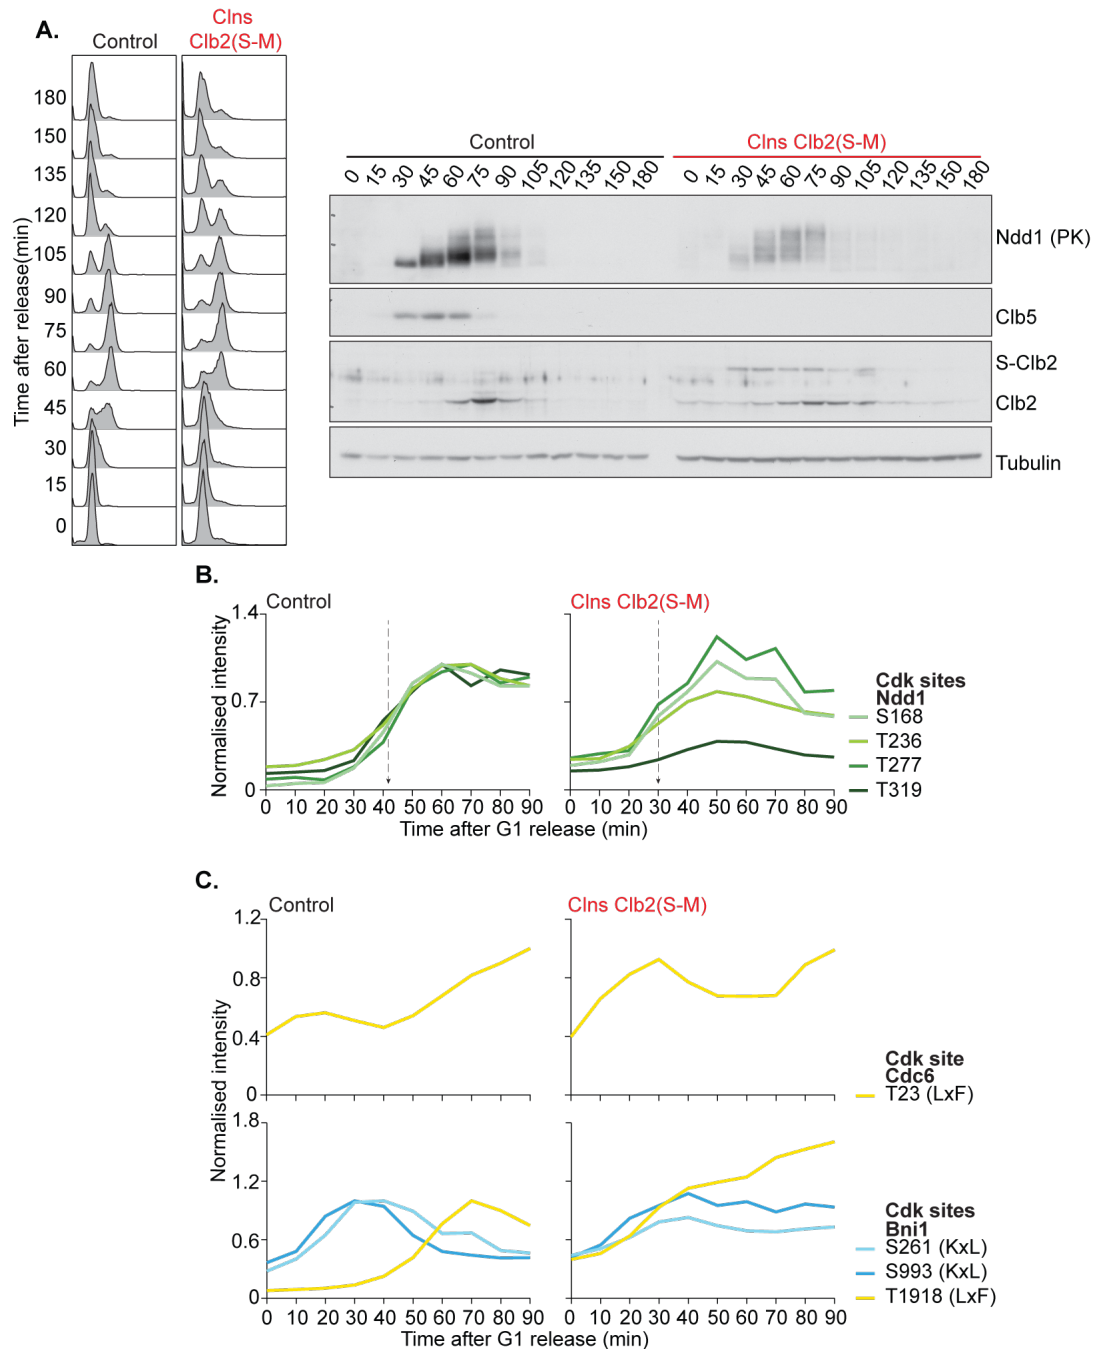 A.
Control
Clns
Clb2(S-M)
Time after release(min)
180
150
135
120
105
90
75
60
45
30
15
0
Control
Clns Clb2(S-M)
0 15 30 45 60 75 90 105 120 135 150 180
0 15 30 45 60 75 90 105 120 135 150 180
Ndd1 (PK)
Clb5
S-Clb2
Clb2
Tubulin
B.
Control
Clns Clb2(S-M)
Normalised intensity
1.4
0.7
0
0 10 20 30 40 50 60 70 80 90
0 10 20 30 40 50 60 70 80 90
Time after G1 release (min)
Cdk sites
Ndd1
S168
T236
T277
T319
C.
Control
Clns Clb2(S-M)
Normalised intensity
1.2
0.8
0.4
0
Cdk site
Cdc6
T23 (LxF)
1.8
1.2
0.6
0
0 10 20 30 40 50 60 70 80 90
0 10 20 30 40 50 60 70 80 90
Time after G1 release (min)
Cdk sites
Bni1
S261 (KxL)
S993 (KxL)
T1918 (LxF)